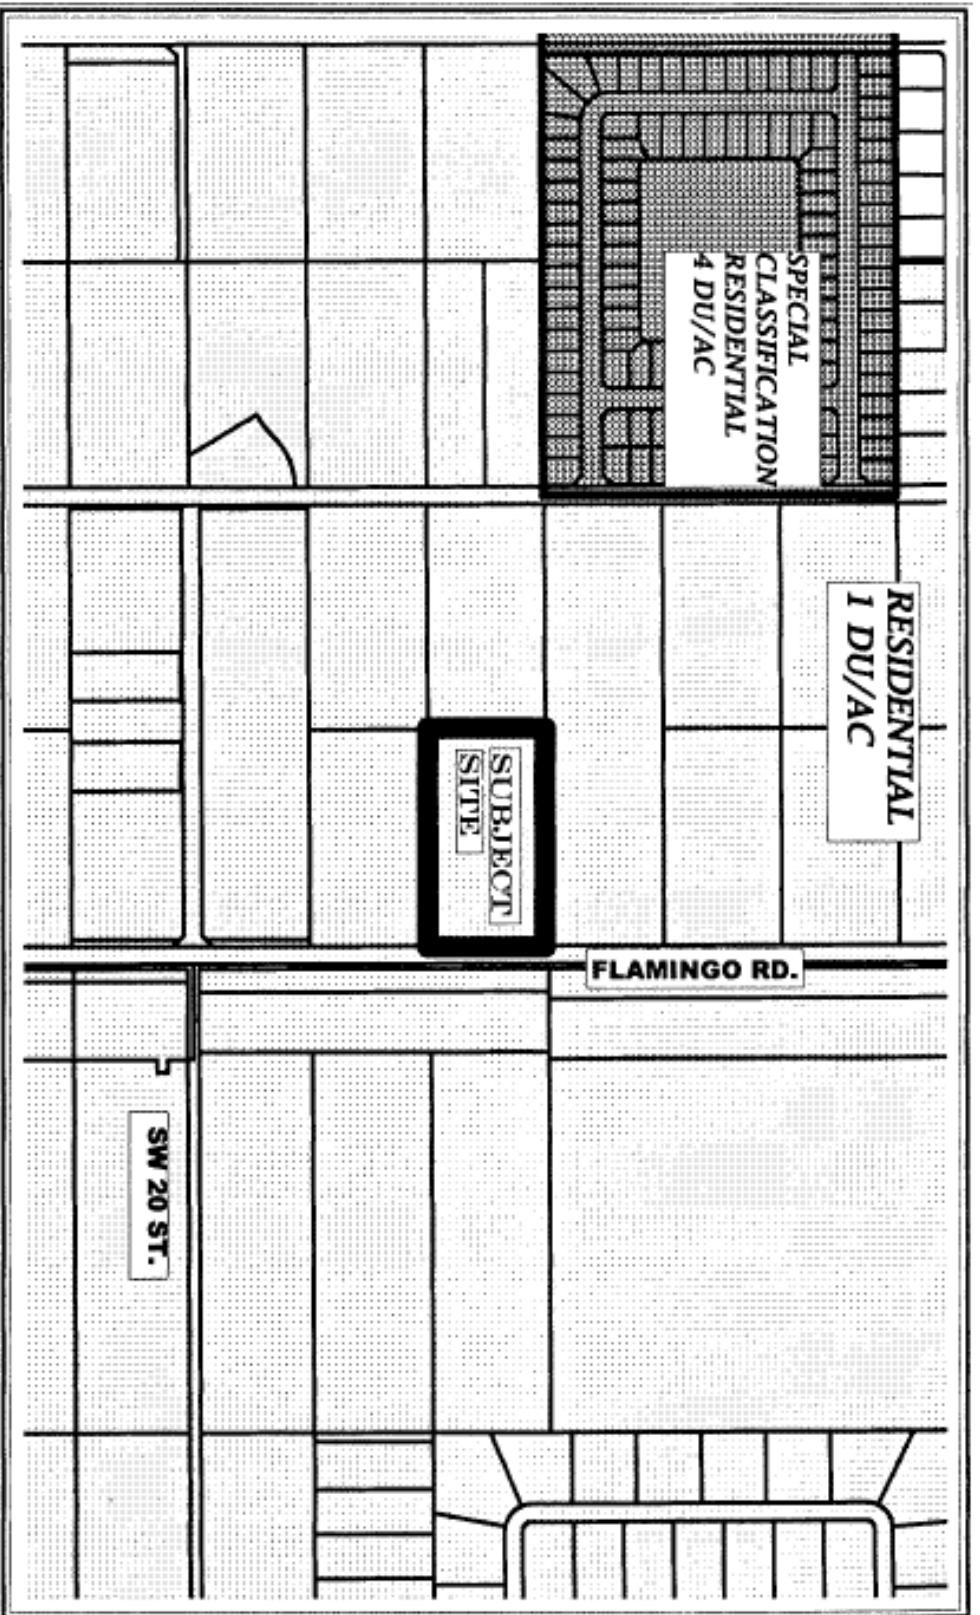 SPECIAL
CLASSIFICATION
RESIDENTIAL
4 DU/AC
RESIDENTIAL
1 DU/AC
SUBJECT
SITE
FLAMINGO RD.
SW 20 ST.